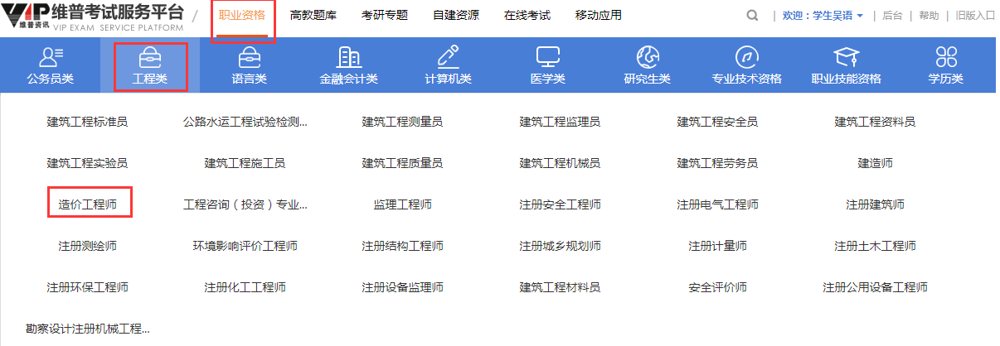 VIP维普考试服务平台 / 职业资格 高教题库 考研专题 自建资源 在线考试 移动应用 | 欢迎：学生吴语 | 后台 | 帮助 | 旧版入口
维普资讯 VIP EXAM SERVICE PLATFORM
公务员类 工程类 语言类 金融会计类 计算机类 医学类 研究生类 专业技术资格 职业技能资格 学历类
建筑工程标准员 公路水运工程试验检测... 建筑工程测量员 建筑工程监理员 建筑工程安全员 建筑工程资料员
建筑工程实验员 建筑工程施工员 建筑工程质量员 建筑工程机械员 建筑工程劳务员 建造师
造价工程师 工程咨询（投资）专业... 监理工程师 注册安全工程师 注册电气工程师 注册建筑师
注册测绘师 环境影响评价工程师 注册结构工程师 注册城乡规划师 注册计量师 注册土木工程师
注册环保工程师 注册化工工程师 注册设备监理师 建筑工程材料员 安全评价师 注册公用设备工程师
勘察设计注册机械工程...